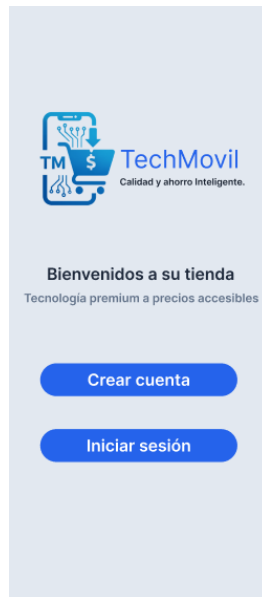 TM
$
TechMovil
Calidad y ahorro Inteligente.
Bienvenidos a su tienda
Tecnología premium a precios accesibles
Crear cuenta
Iniciar sesión